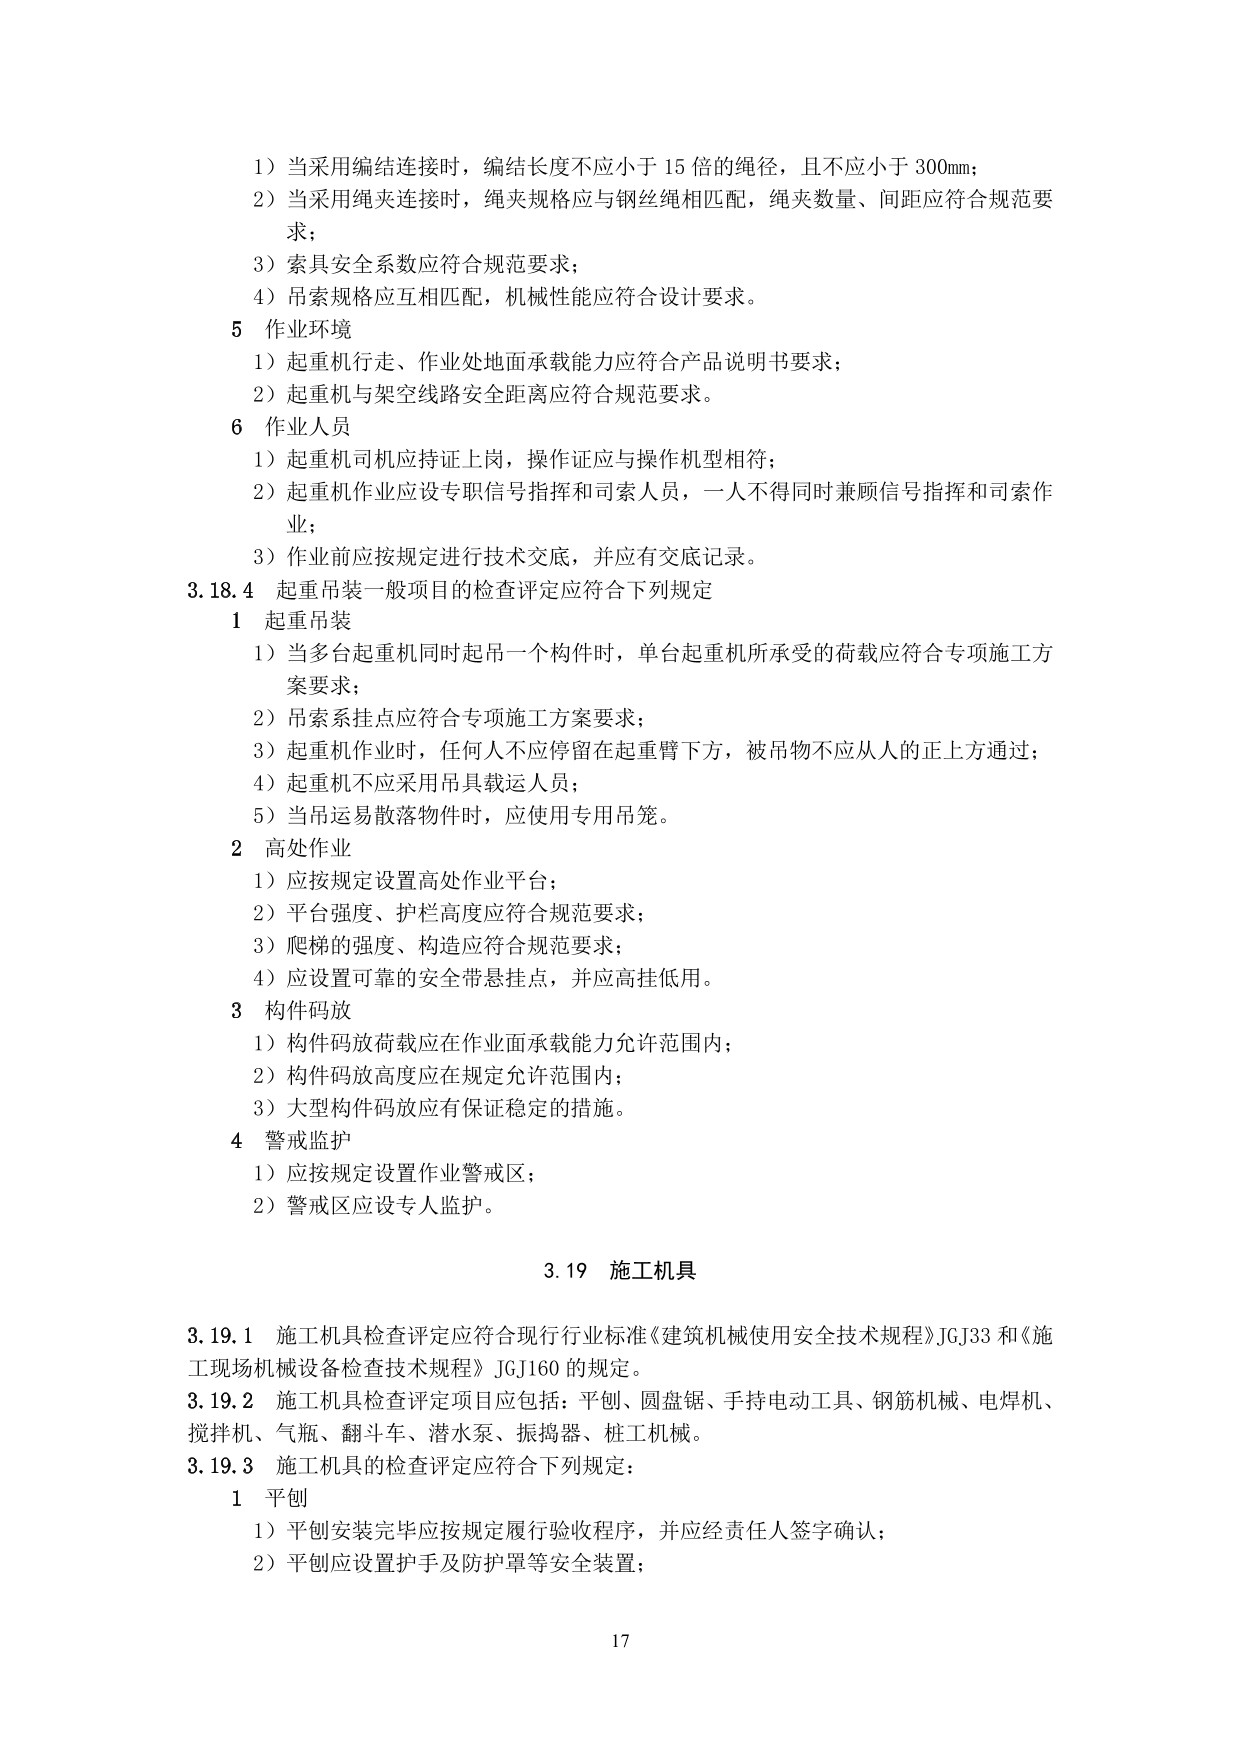 1）当采用编结连接时，编结长度不应小于 15 倍的绳径，且不应小于 300mm；
2）当采用绳夹连接时，绳夹规格应与钢丝绳相匹配，绳夹数量、间距应符合规范要
求；
3）索具安全系数应符合规范要求；
4）吊索规格应互相匹配，机械性能应符合设计要求。
5 作业环境
1）起重机行走、作业处地面承载能力应符合产品说明书要求；
2）起重机与架空线路安全距离应符合规范要求。
6 作业人员
1）起重机司机应持证上岗，操作证应与操作机型相符；
2）起重机作业应设专职信号指挥和司索人员，一人不得同时兼顾信号指挥和司索作
业；
3）作业前应按规定进行技术交底，并应有交底记录。
3.18.4 起重吊装一般项目的检查评定应符合下列规定
1 起重吊装
1）当多台起重机同时起吊一个构件时，单台起重机所承受的荷载应符合专项施工方
案要求；
2）吊索系挂点应符合专项施工方案要求；
3）起重机作业时，任何人不应停留在起重臂下方，被吊物不应从人的正上方通过；
4）起重机不应采用吊具载运人员；
5）当吊运易散落物件时，应使用专用吊笼。
2 高处作业
1）应按规定设置高处作业平台；
2）平台强度、护栏高度应符合规范要求；
3）爬梯的强度、构造应符合规范要求；
4）应设置可靠的安全带悬挂点，并应高挂低用。
3 构件码放
1）构件码放荷载应在作业面承载能力允许范围内；
2）构件码放高度应在规定允许范围内；
3）大型构件码放应有保证稳定的措施。
4 警戒监护
1）应按规定设置作业警戒区；
2）警戒区应设专人监护。
3.19 施工机具
3.19.1 施工机具检查评定应符合现行行业标准《建筑机械使用安全技术规程》JGJ33 和《施
工现场机械设备检查技术规程》JGJ160 的规定。
3.19.2 施工机具检查评定项目应包括：平刨、圆盘锯、手持电动工具、钢筋机械、电焊机、
搅拌机、气瓶、翻斗车、潜水泵、振捣器、桩工机械。
3.19.3 施工机具的检查评定应符合下列规定：
1 平刨
1）平刨安装完毕应按规定履行验收程序，并应经责任人签字确认；
2）平刨应设置护手及防护罩等安全装置；
17